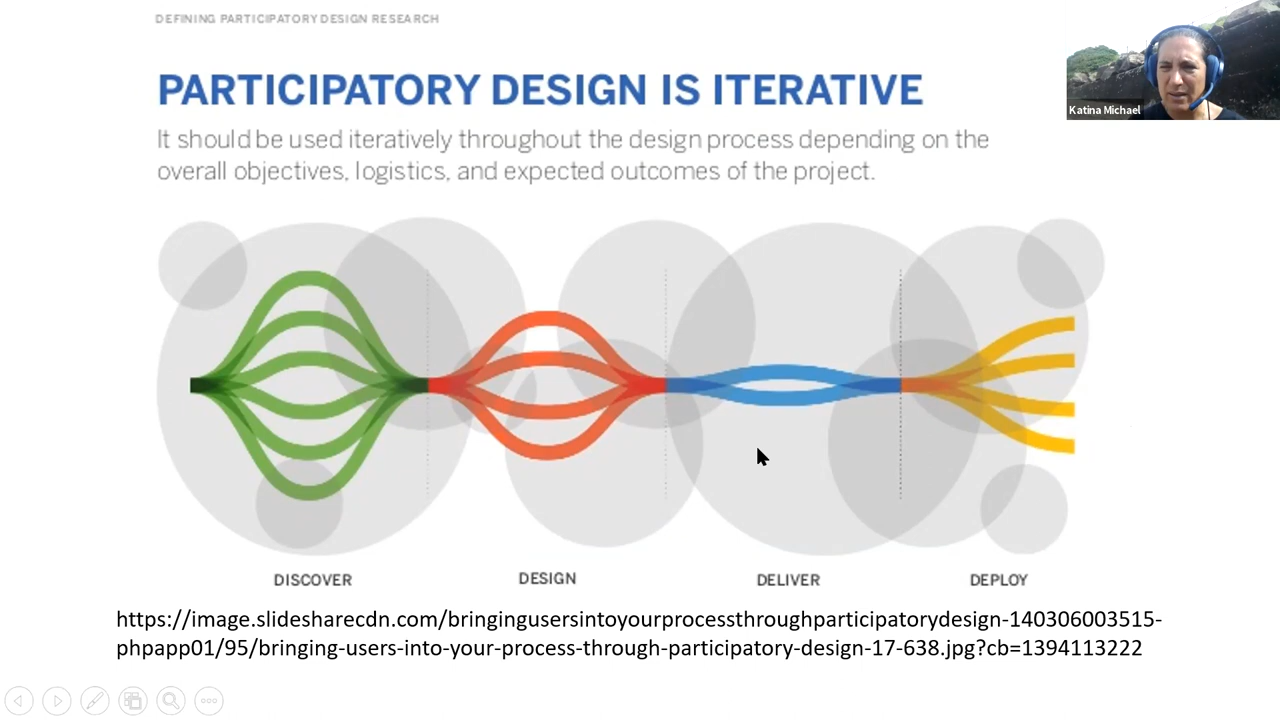 DEFINING PARTICIPATORY DESIGN RESEARCH
PARTICIPATORY DESIGN IS ITERATIVE
It should be used iteratively throughout the design process depending on the
overall objectives, logistics, and expected outcomes of the project.
Katina Michael
DISCOVER
DESIGN
DELIVER
DEPLOY
https://image.slidesharecdn.com/bringingusersintoyourprocessthroughparticipatorydesign-140306003515-
phpapp01/95/bringing-users-into-your-process-through-participatory-design-17-638.jpg?cb=1394113222